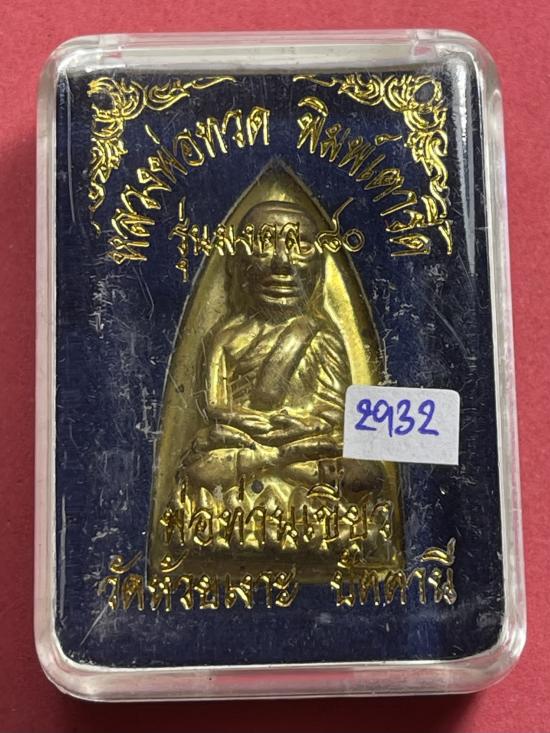 หลวงพ่อทวด พิมพ์เตารีด
รุ่นมงคล ๘๐
2932
พ่อท่านเขียว
วัดห้วยเงาะ ปัตตานี